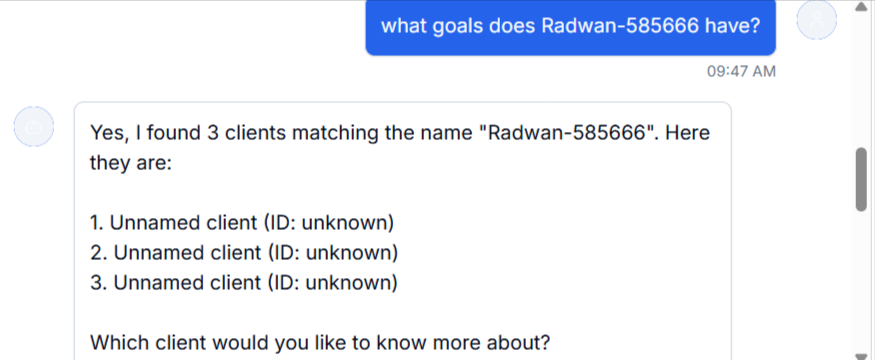 what goals does Radwan-585666 have?
09:47 AM
Yes, I found 3 clients matching the name "Radwan-585666". Here
they are:
1. Unnamed client (ID: unknown)
2. Unnamed client (ID: unknown)
3. Unnamed client (ID: unknown)
Which client would you like to know more about?